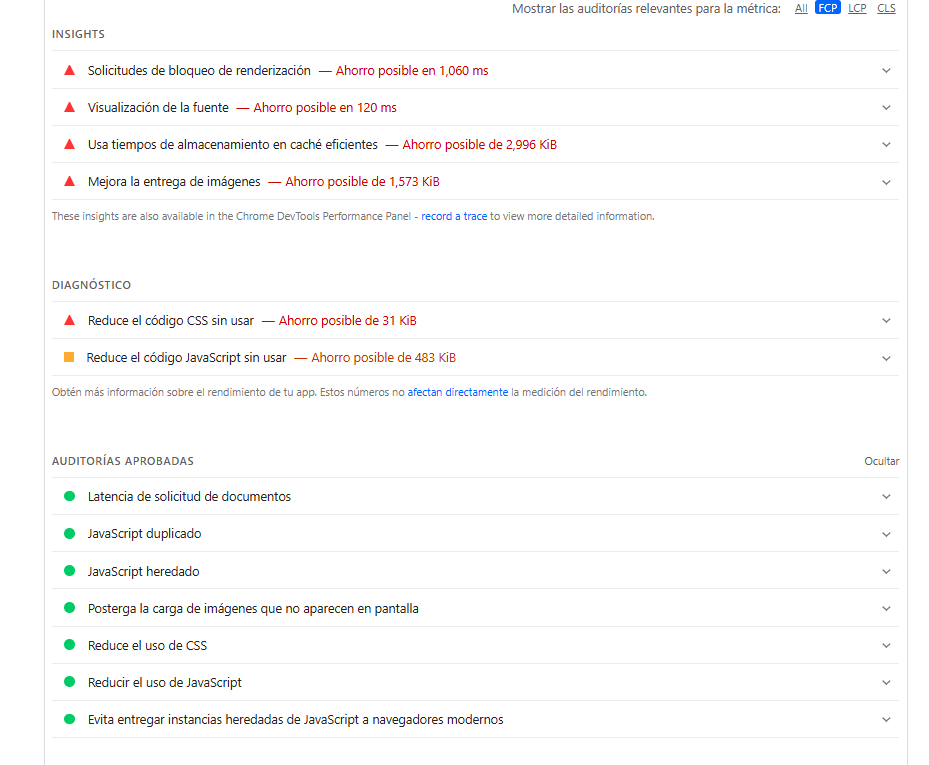 Mostrar las auditorías relevantes para la métrica: All FCP LCP CLS
INSIGHTS
Solicitudes de bloqueo de renderización — Ahorro posible en 1,060 ms
Visualización de la fuente — Ahorro posible en 120 ms
Usa tiempos de almacenamiento en caché eficientes — Ahorro posible de 2,996 KiB
Mejora la entrega de imágenes — Ahorro posible de 1,573 KiB
These insights are also available in the Chrome DevTools Performance Panel - record a trace to view more detailed information.
DIAGNÓSTICO
Reduce el código CSS sin usar — Ahorro posible de 31 KiB
Reduce el código JavaScript sin usar — Ahorro posible de 483 KiB
Obtén más información sobre el rendimiento de tu app. Estos números no afectan directamente la medición del rendimiento.
AUDITORÍAS APROBADAS Ocultar
Latencia de solicitud de documentos
JavaScript duplicado
JavaScript heredado
Posterga la carga de imágenes que no aparecen en pantalla
Reduce el uso de CSS
Reducir el uso de JavaScript
Evita entregar instancias heredadas de JavaScript a navegadores modernos